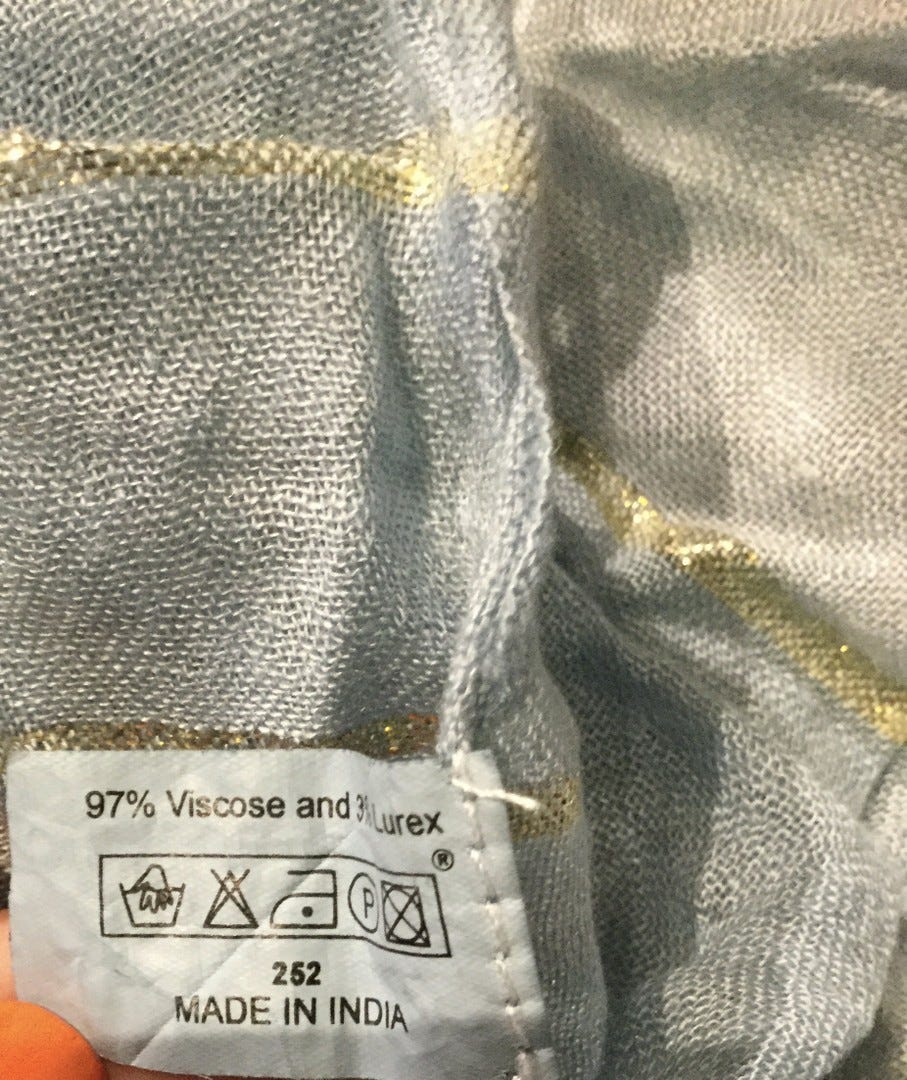 97% Viscose and 3% Lurex
®
P
252
MADE IN INDIA